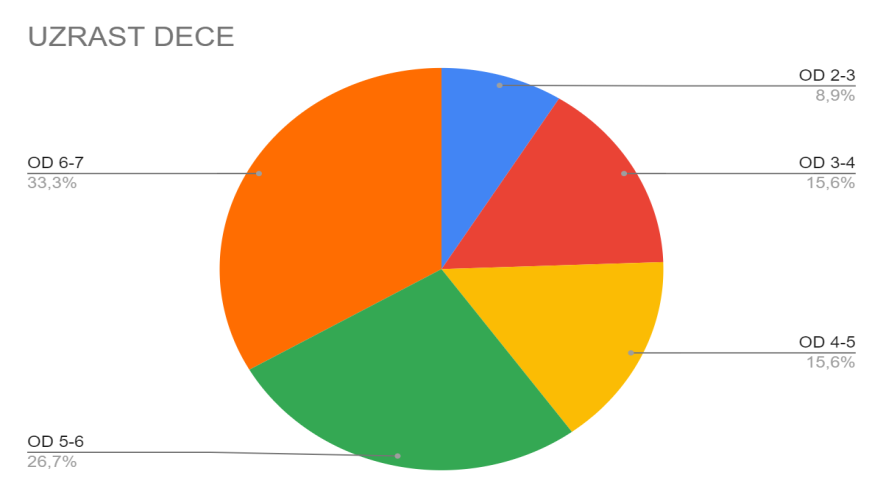 UZRAST DECE
OD 2-3
8,9%
OD 3-4
15,6%
OD 4-5
15,6%
OD 5-6
26,7%
OD 6-7
33,3%